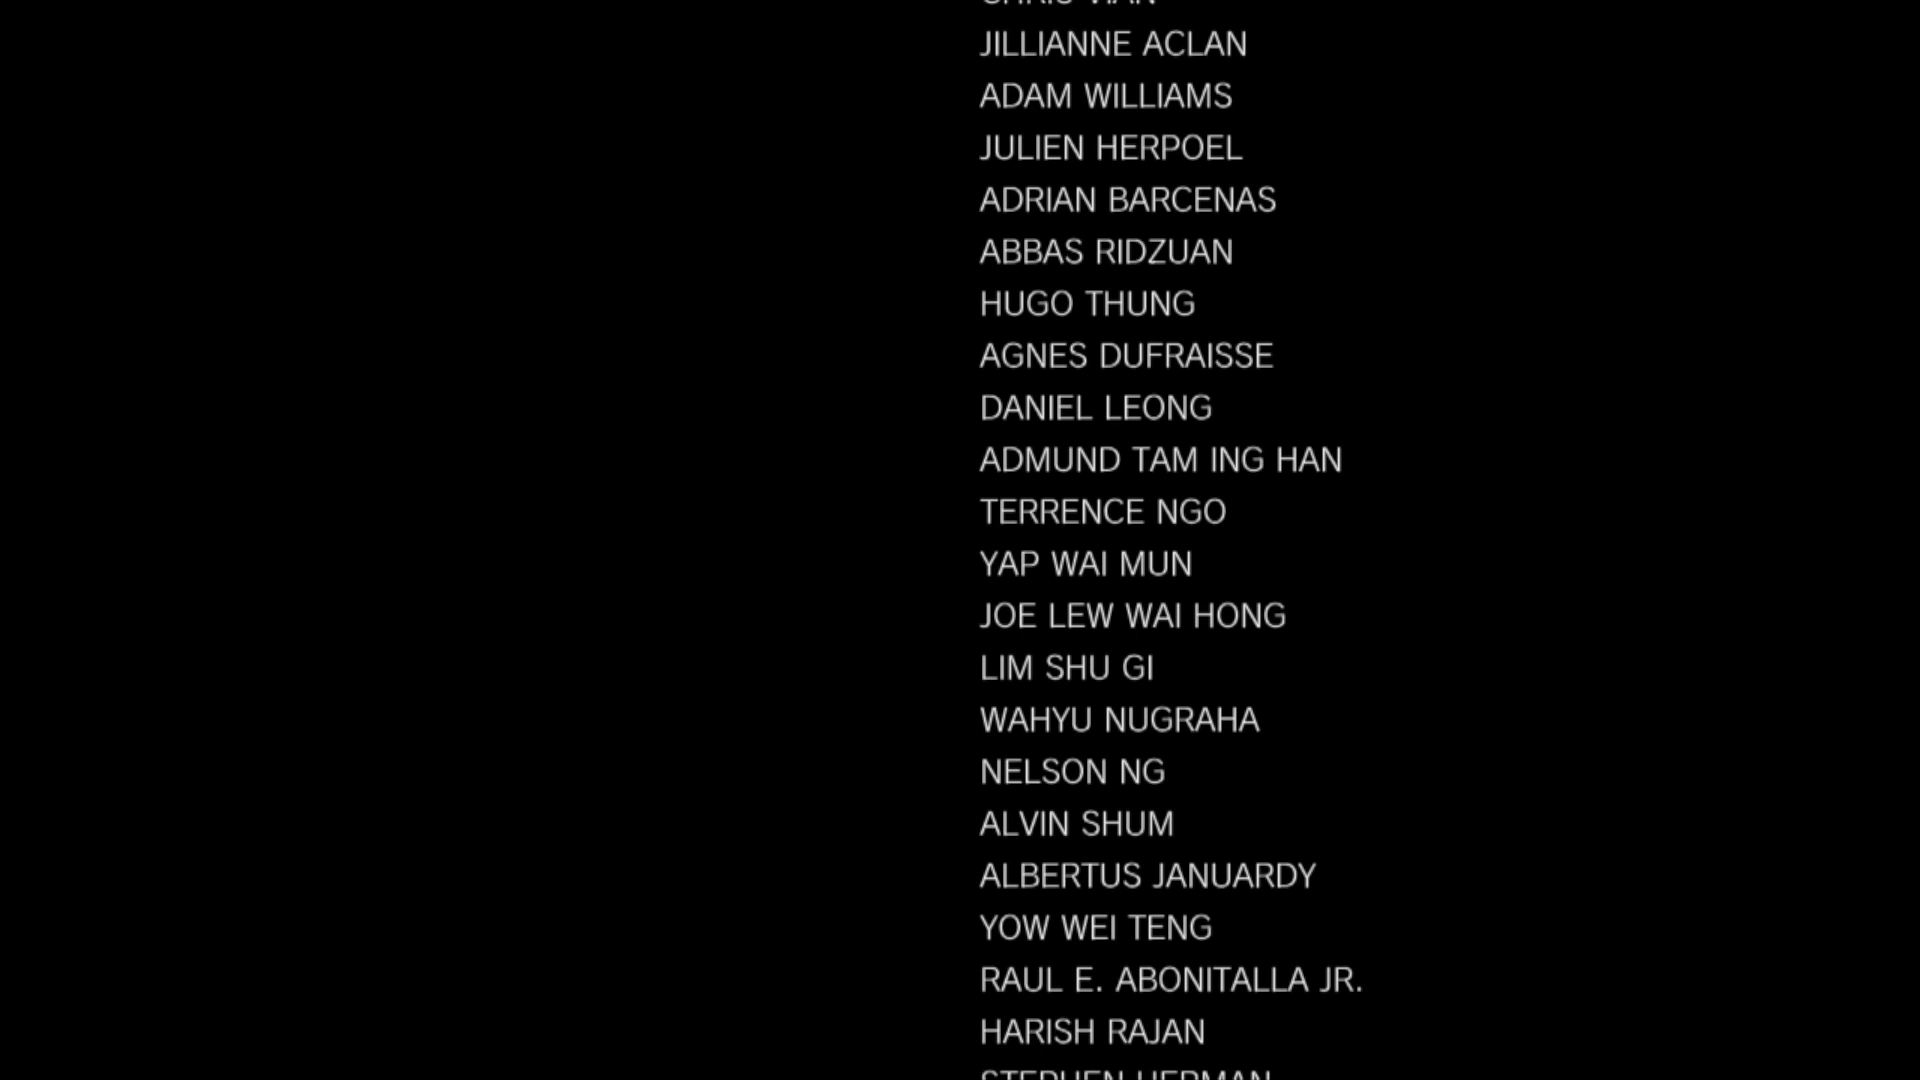 JILLIANNE ACLAN
ADAM WILLIAMS
JULIEN HERPOEL
ADRIAN BARCENAS
ABBAS RIDZUAN
HUGO THUNG
AGNES DUFRAISSE
DANIEL LEONG
ADMUND TAM ING HAN
TERRENCE NGO
YAP WAI MUN
JOE LEW WAI HONG
LIM SHU GI
WAHYU NUGRAHA
NELSON NG
ALVIN SHUM
ALBERTUS JANUARDY
YOW WEI TENG
RAUL E. ABONITALLA JR.
HARISH RAJAN
STEPHEN HERMAN